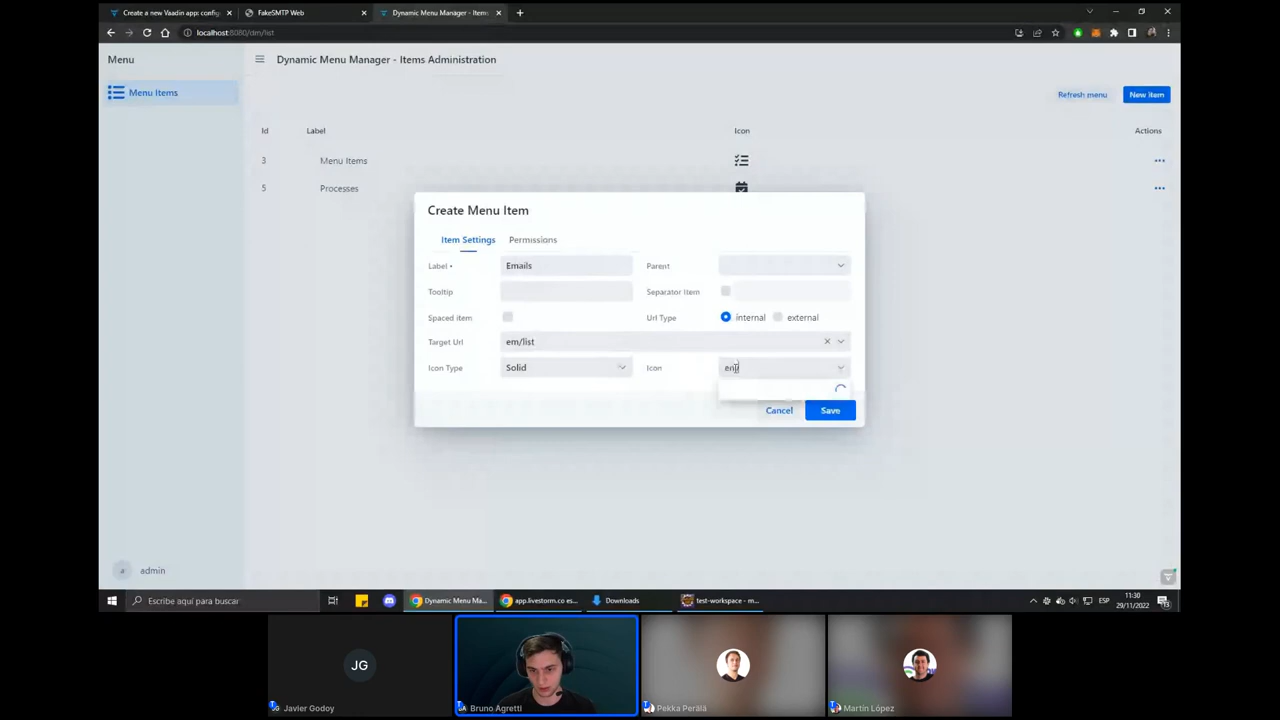 Create a new Vaadin app: config
FakeSMTP Web
Dynamic Menu Manager - Items
localhost:8080/dm/list
Menu
Dynamic Menu Manager - Items Administration
Menu Items
Refresh menu
New Item
Id
Label
Icon
Actions
3
Menu Items
5
Processes
Create Menu Item
Item Settings
Permissions
Label
Emails
Parent
Tooltip
Separator Item
Spaced item
Url Type
internal
external
Target Url
em/list
Icon Type
Solid
Icon
Cancel
Save
a
admin
Escribe aquí para buscar
Dynamic Menu Ma...
app.livestorm.co es...
Downloads
test-workspace - m...
ESP
11:30
29/11/2022
13
JG
Javier Godoy
Bruno Agretti
Pekka Perälä
Martín López